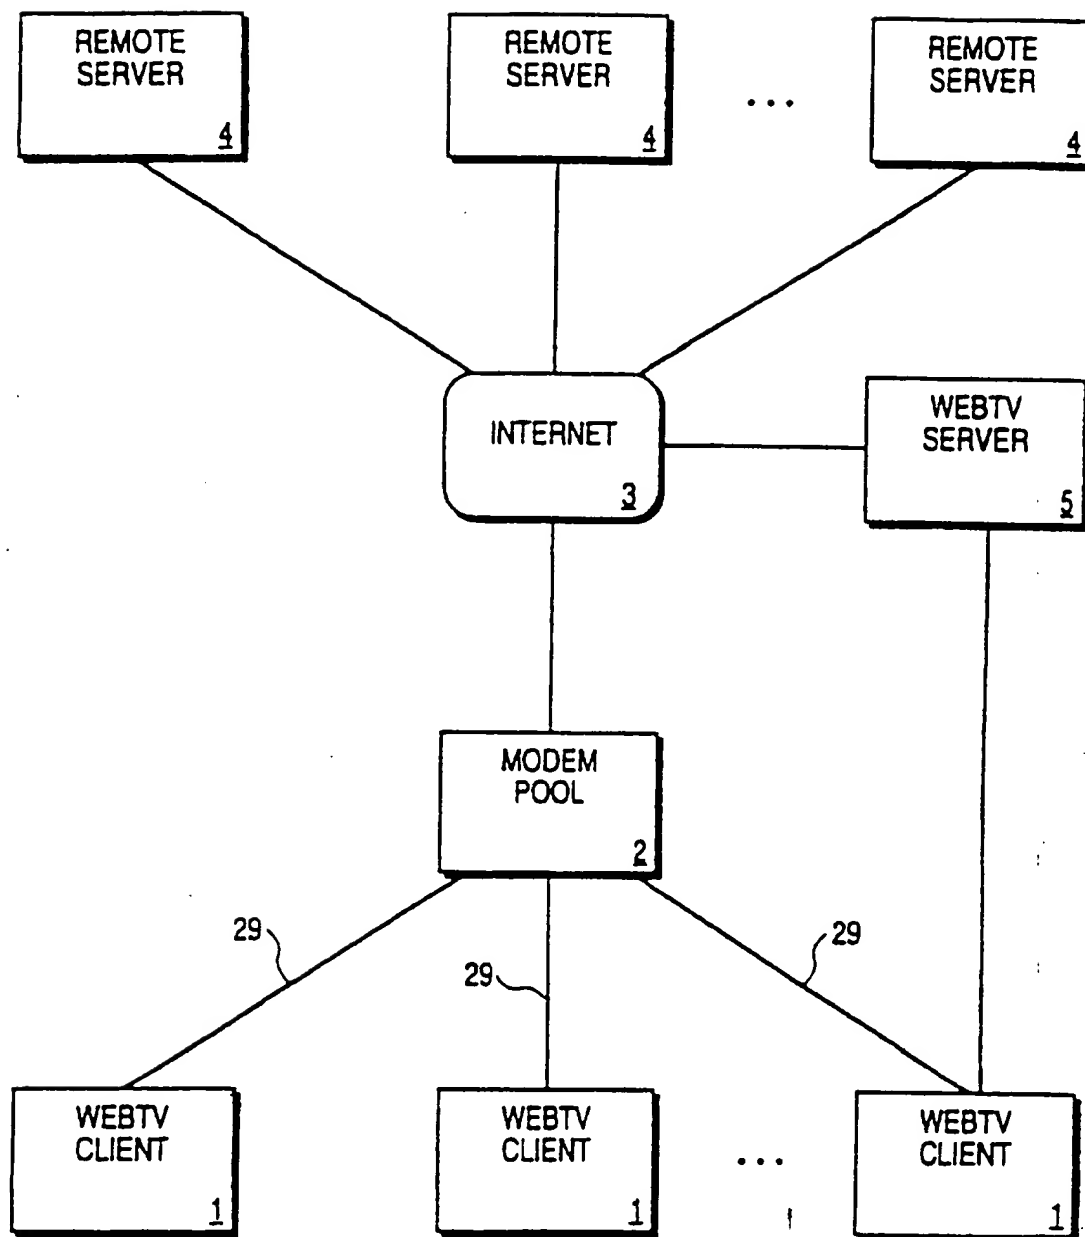 REMOTE
SERVER
4
REMOTE
SERVER
4
...
REMOTE
SERVER
4
INTERNET
3
WEBTV
SERVER
5
MODEM
POOL
2
29
29
29
WEBTV
CLIENT
1
WEBTV
CLIENT
1
...
WEBTV
CLIENT
1